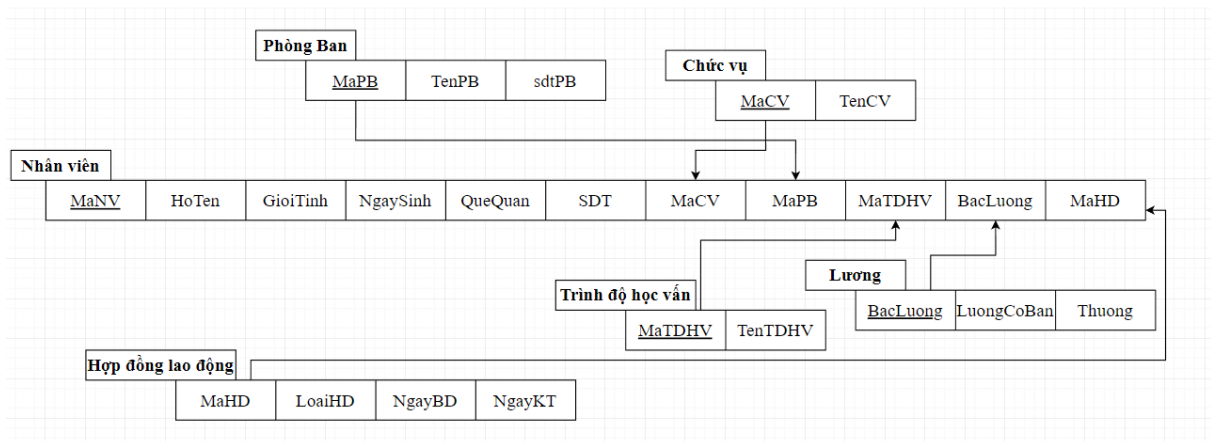 Phòng Ban
MaPB TenPB sdtPB
Chức vụ
MaCV TenCV
Nhân viên
MaNV HoTen GioiTinh NgaySinh QueQuan SDT MaCV MaPB MaTDHV BacLuong MaHD
Lương
BacLuong LuongCoBan Thuong
Trình độ học vấn
MaTDHV TenTDHV
Hợp đồng lao động
MaHD LoaiHD NgayBD NgayKT